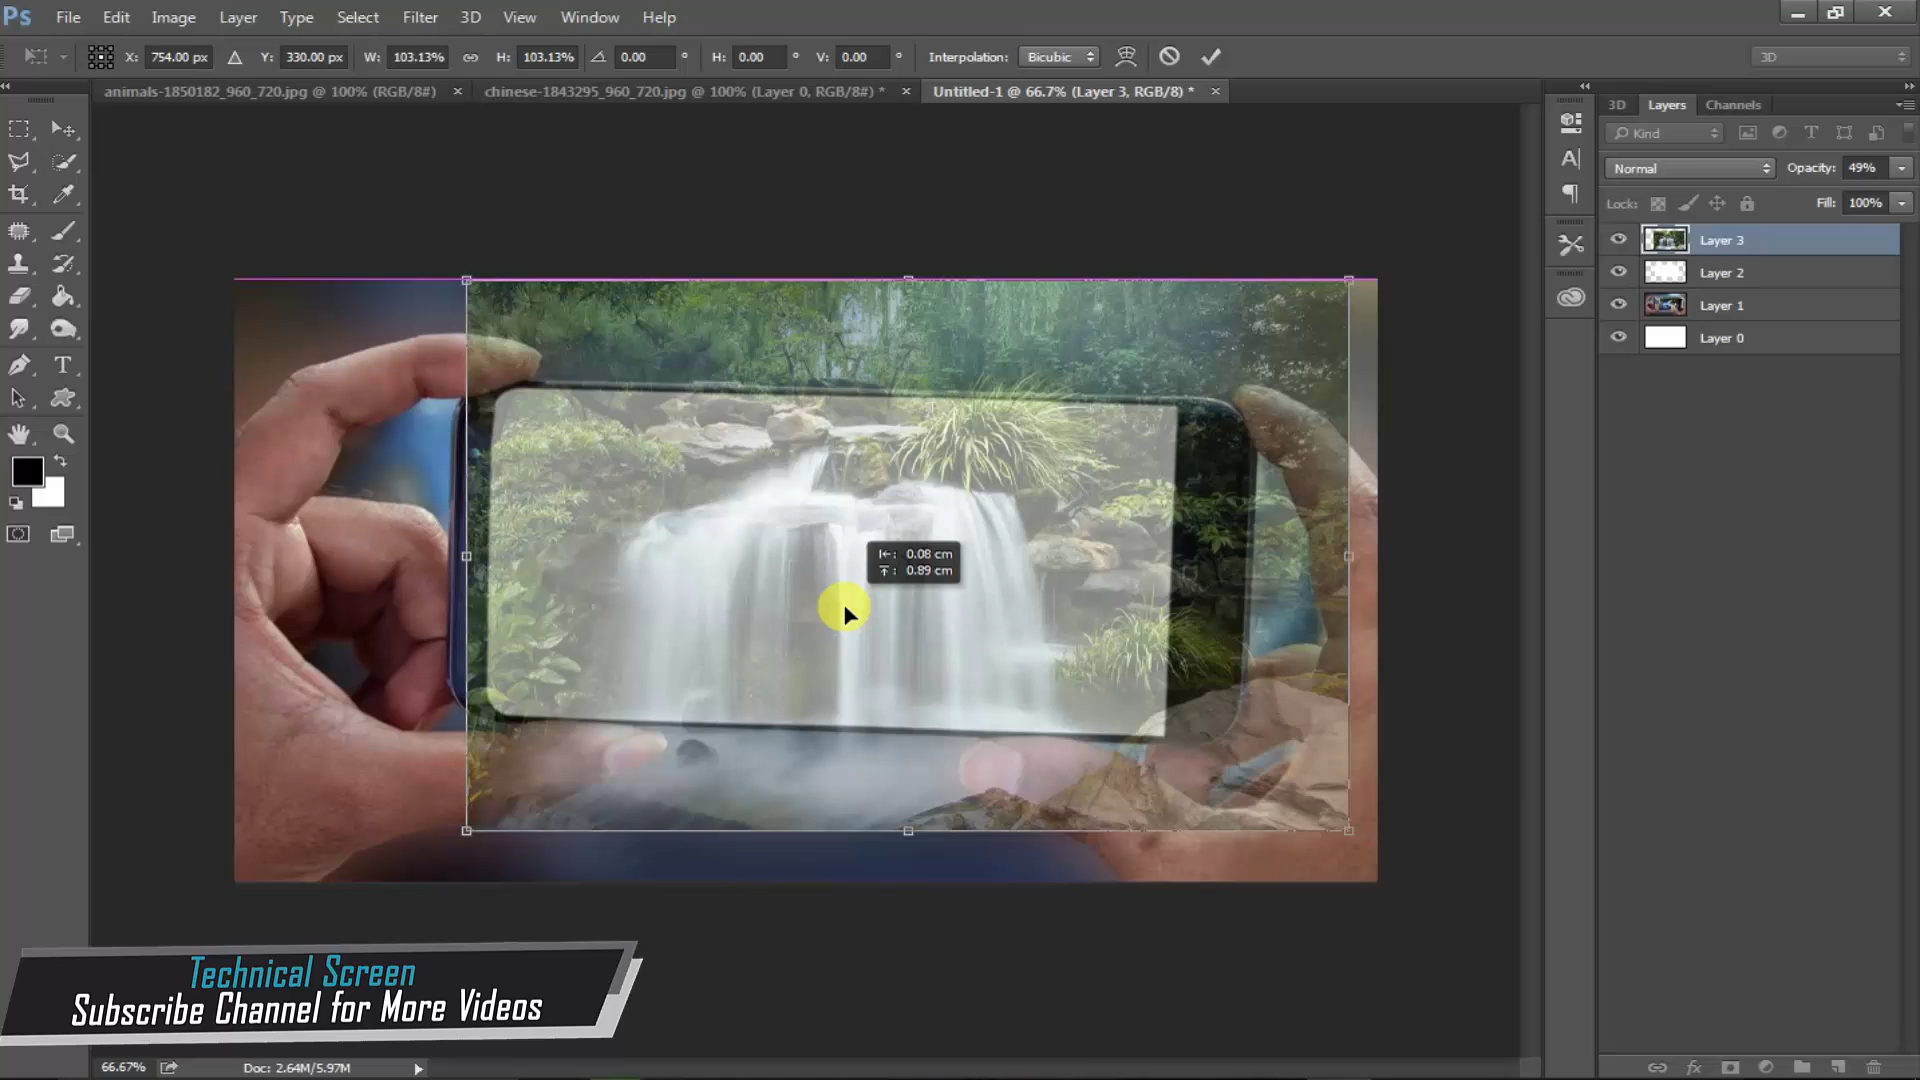 Ps File Edit Image Layer Type Select Filter 3D View Window Help
X: 754.00 px Y: 330.00 px W: 103.13% H: 103.13% 0.00 ° H: 0.00 ° V: 0.00 ° Interpolation: Bicubic 3D
animals-1850182_960_720.jpg @ 100% (RGB/8#) × chinese-1843295_960_720.jpg @ 100% (Layer 0, RGB/8#) * × Untitled-1 @ 66.7% (Layer 3, RGB/8) * ×
3D Layers Channels
Kind
Normal Opacity: 49%
Lock: Fill: 100%
Layer 3
Layer 2
Layer 1
Layer 0
0.08 cm
0.89 cm
Technical Screen
Subscribe Channel for More Videos
66.67% Doc: 2.64M/5.97M